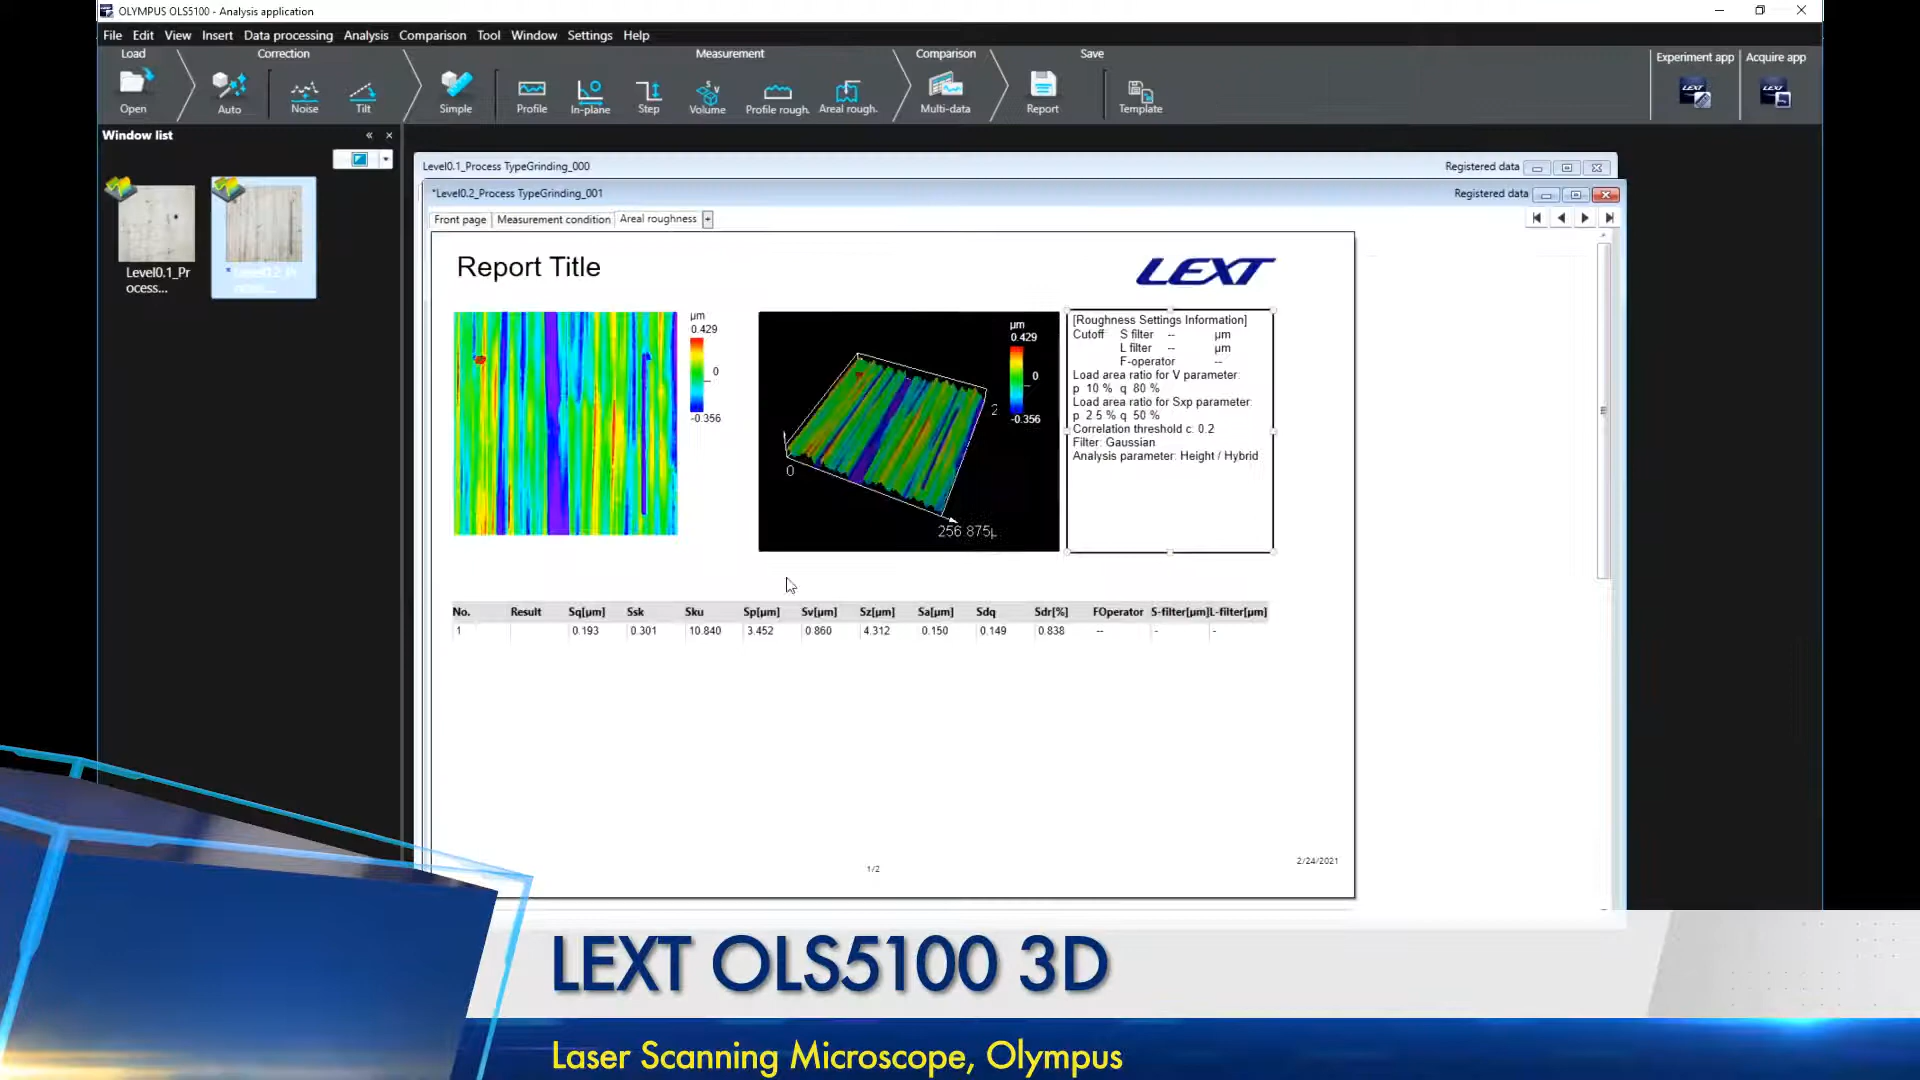 OLYMPUS OLS5100 - Analysis application
File Edit View Insert Data processing Analysis Comparison Tool Window Settings Help
Load Correction Measurement Comparison Save Experiment app Acquire app
Open Auto Noise Tilt Simple Profile In-plane Step Volume Profile rough. Areal rough. Multi-data Report Template
Window list
Level0.1_Pr
ocess...
Level0.1_Process TypeGrinding_000 Registered data
*Level0.2_Process TypeGrinding_001 Registered data
Front page Measurement condition Areal roughness +
Report Title
LEXT
µm
0.429
0
-0.356
µm
0.429
0
-0.356
2
0
256.875µ
[Roughness Settings Information]
Cutoff S filter -- µm
L filter -- µm
F-operator --
Load area ratio for V parameter:
p 10 % q 80 %
Load area ratio for Sxp parameter:
p 2.5 % q 50 %
Correlation threshold c: 0.2
Filter: Gaussian
Analysis parameter: Height / Hybrid
No. Result Sq[µm] Ssk Sku Sp[µm] Sv[µm] Sz[µm] Sa[µm] Sdq Sdr[%] FOperator S-filter[µm] L-filter[µm]
1 0.193 0.301 10.840 3.452 0.860 4.312 0.150 0.149 0.838 -- - -
1/2
2/24/2021
LEXT OLS5100 3D
Laser Scanning Microscope, Olympus